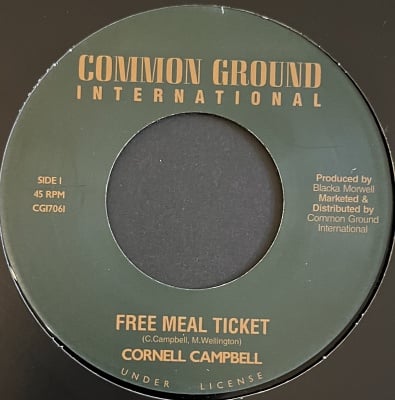 COMMON GROUND
INTERNATIONAL
SIDE 1
45 RPM
CGI7061
Produced by
Blacka Morwell
Marketed &
Distributed by
Common Ground
International
FREE MEAL TICKET
(C.Campbell, M.Wellington)
CORNELL CAMPBELL
UNDER LICENSE